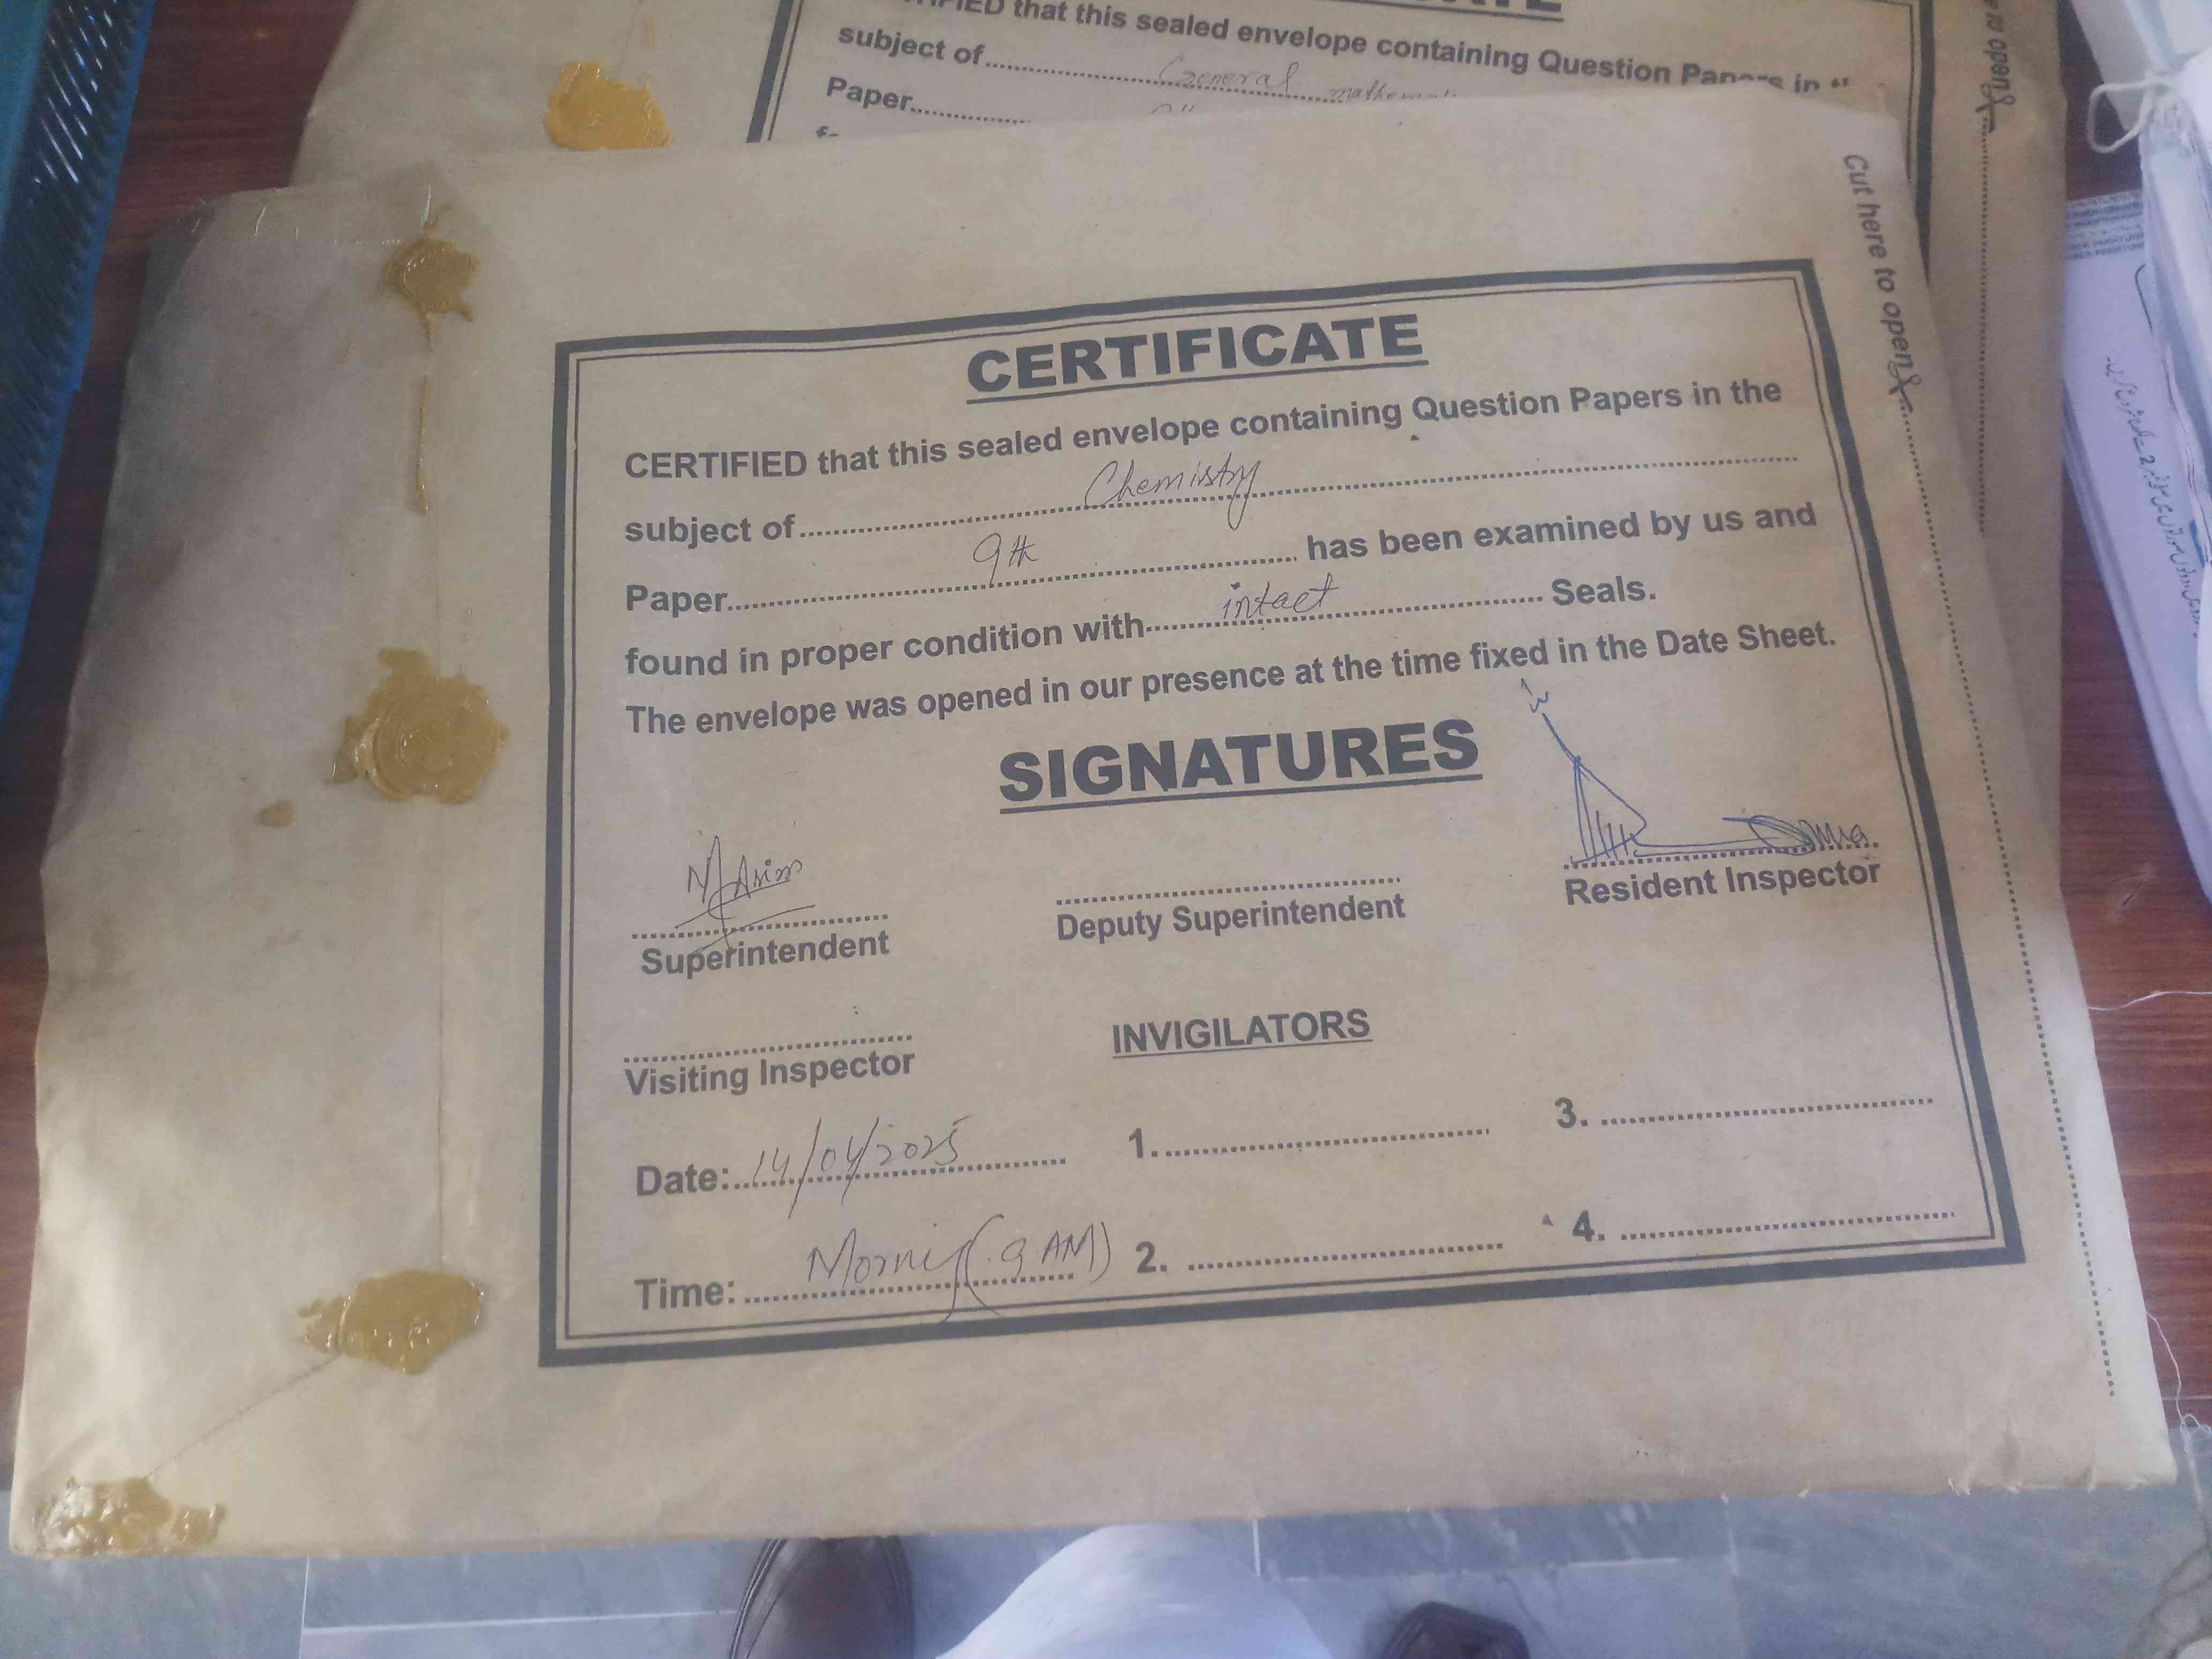 that this sealed envelope containing Question Papers in
subject of General
Paper
Cut here to open
CERTIFICATE
CERTIFIED that this sealed envelope containing Question Papers in the
subject of Chemistry
Paper 9th has been examined by us and
found in proper condition with intact Seals.
The envelope was opened in our presence at the time fixed in the Date Sheet.
SIGNATURES
Superintendent
Deputy Superintendent
Resident Inspector
Visiting Inspector
INVIGILATORS
Date: 14/04/2025
1.
3.
Time: (9 AM)
2.
4.